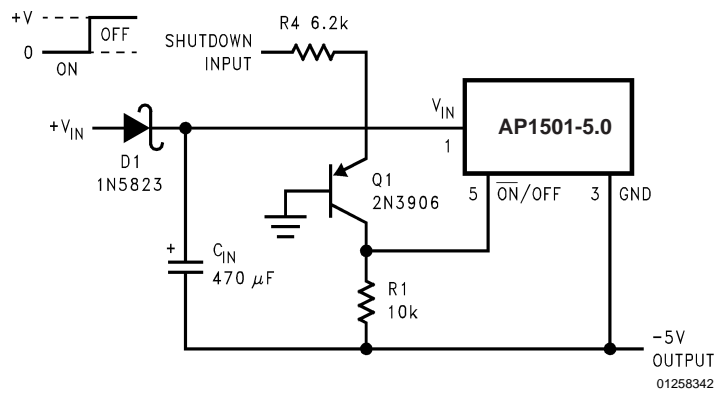 +V
OFF
0
ON
SHUTDOWN
INPUT
R4 6.2k
+VIN
D1
1N5823
VIN
1
AP1501-5.0
Q1
2N3906
5
ON/OFF
3
GND
+
CIN
470 μF
R1
10k
−5V
OUTPUT
01258342